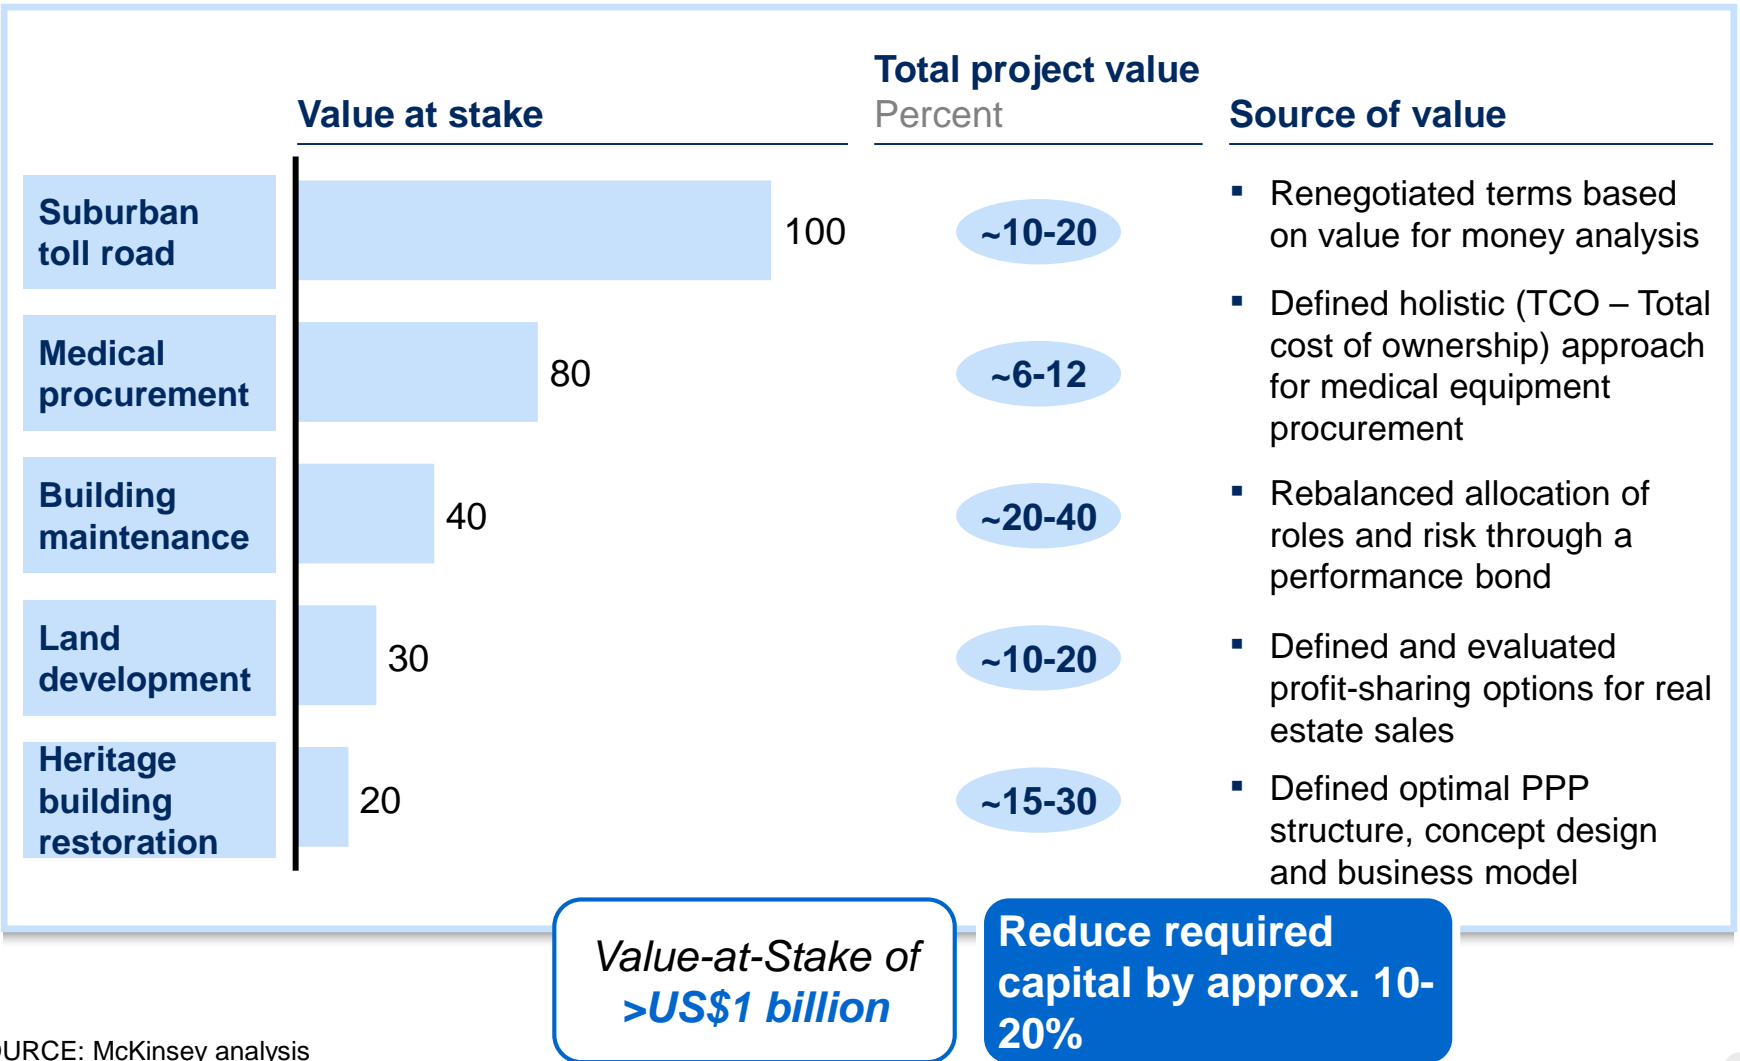 Value at stake
Total project value
Percent
Source of value
Suburban
toll road
100
~10-20
▪ Renegotiated terms based
on value for money analysis
Medical
procurement
80
~6-12
▪ Defined holistic (TCO – Total
cost of ownership) approach
for medical equipment
procurement
Building
maintenance
40
~20-40
▪ Rebalanced allocation of
roles and risk through a
performance bond
Land
development
30
~10-20
▪ Defined and evaluated
profit-sharing options for real
estate sales
Heritage
building
restoration
20
~15-30
▪ Defined optimal PPP
structure, concept design
and business model
Value-at-Stake of
>US$1 billion
Reduce required
capital by approx. 10-
20%
OURCE: McKinsey analysis